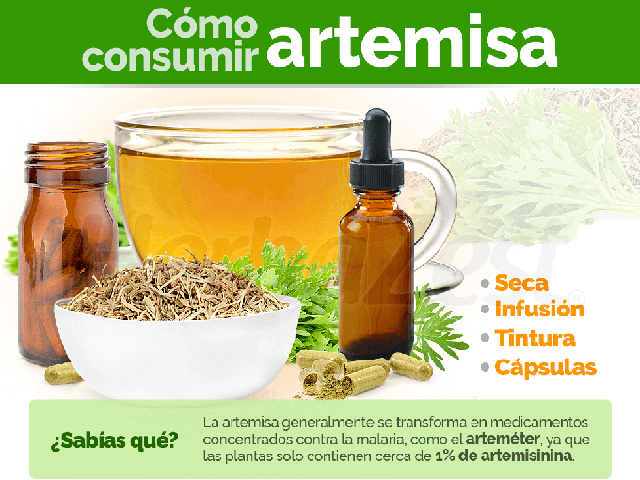 Cómo
consumir artemisa
HerbaZest®
• Seca
• Infusión
• Tintura
• Cápsulas
¿Sabías qué?
La artemisa generalmente se transforma en medicamentos
concentrados contra la malaria, como el arteméter, ya que
las plantas solo contienen cerca de 1% de artemisinina.